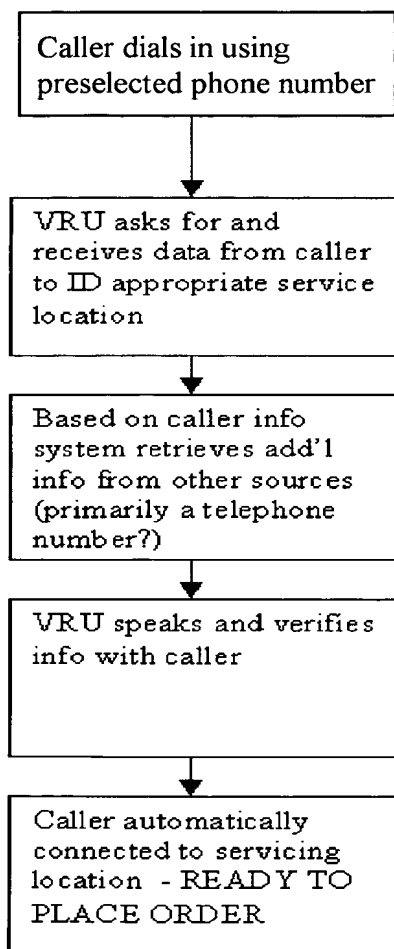 Caller dials in using
preselected phone number
VRU asks for and
receives data from caller
to ID appropriate service
location
Based on caller info
system retrieves add'l
info from other sources
(primarily a telephone
number?)
VRU speaks and verifies
info with caller
Caller automatically
connected to servicing
location - READY TO
PLACE ORDER